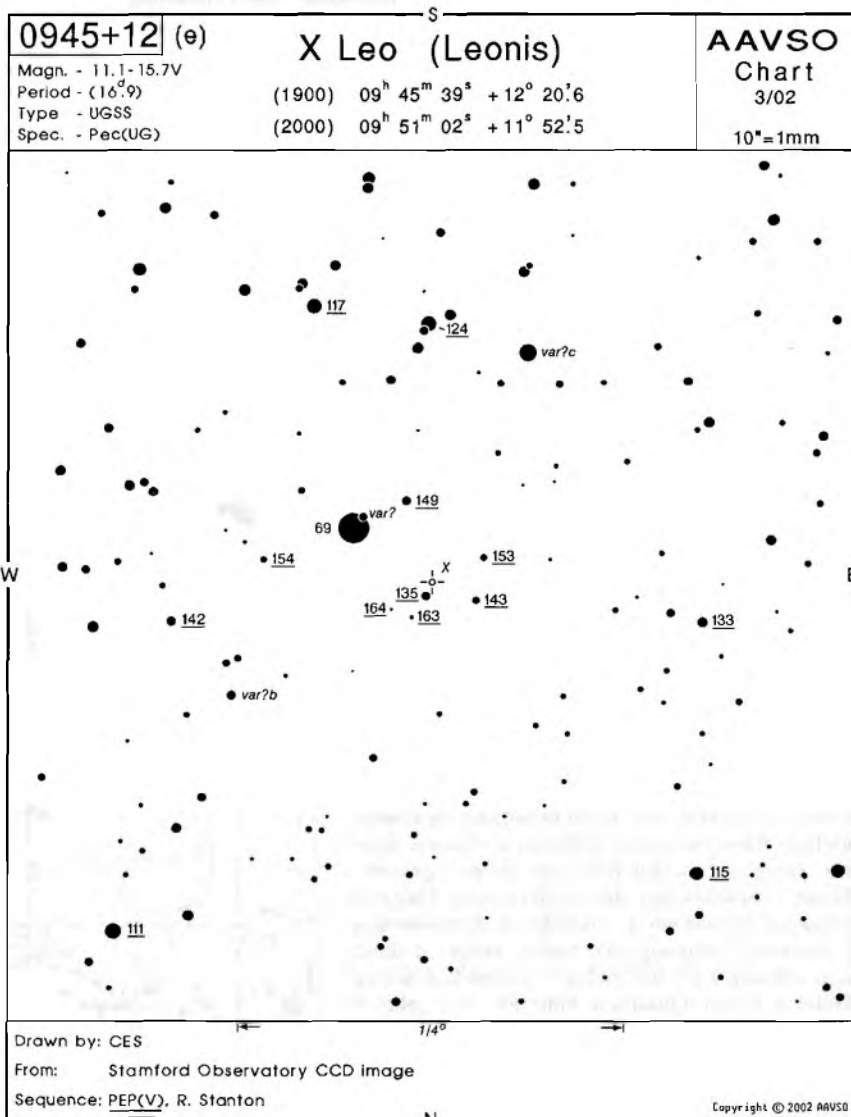 S
0945+12 (e)
X Leo (Leonis)
AAVSO
Chart
3/02
10"=1mm
Magn. - 11.1-15.7V
Period - (16ᵈ.9)
Type - UGSS
Spec. - Pec(UG)
(1900) 09ʰ 45ᵐ 39ˢ +12° 20'.6
(2000) 09ʰ 51ᵐ 02ˢ +11° 52'.5
117
124
var?c
149
var?
69
154
153
X
W
E
135
143
164
163
142
133
var?b
115
111
1/4°
Drawn by: CES
From: Stamford Observatory CCD image
Sequence: PEP(V), R. Stanton
Copyright © 2002 AAVSO
N